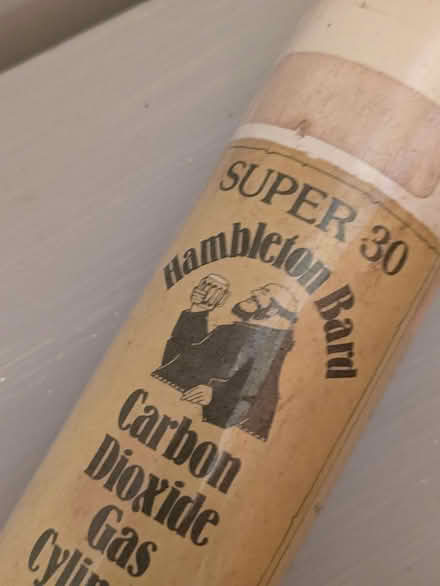 SUPER 30
Hambleton Bard
Carbon
Dioxide
Gas